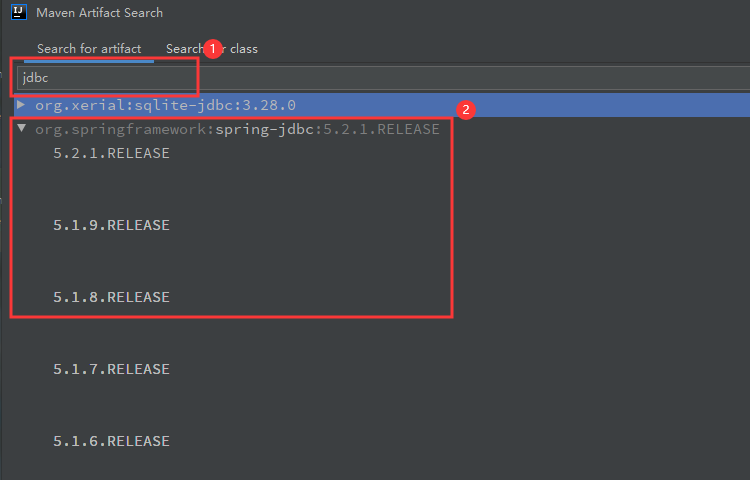 IJ Maven Artifact Search
Search for artifact Search for class
1
jdbc
org.xerial:sqlite-jdbc:3.28.0
2
org.springframework:spring-jdbc:5.2.1.RELEASE
5.2.1.RELEASE
5.1.9.RELEASE
5.1.8.RELEASE
5.1.7.RELEASE
5.1.6.RELEASE